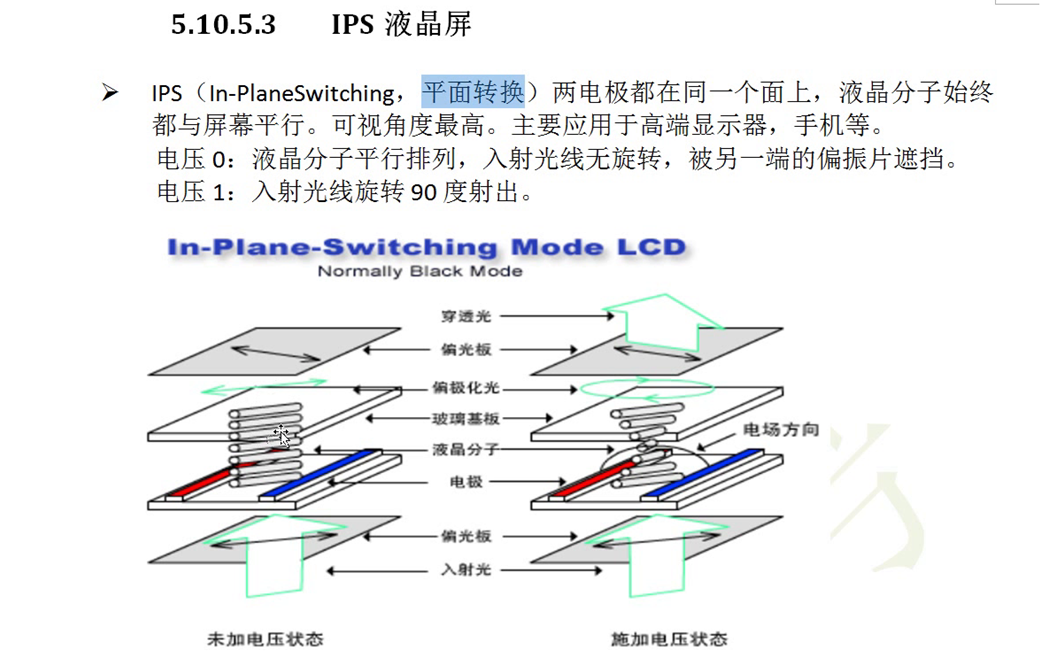 5.10.5.3 IPS 液晶屏
➢ IPS（In-PlaneSwitching，平面转换）两电极都在同一个面上，液晶分子始终
都与屏幕平行。可视角度最高。主要应用于高端显示器，手机等。
电压 0：液晶分子平行排列，入射光线无旋转，被另一端的偏振片遮挡。
电压 1：入射光线旋转 90 度射出。
In-Plane-Switching Mode LCD
Normally Black Mode
穿透光
偏光板
偏极化光
玻璃基板
电场方向
液晶分子
电极
偏光板
入射光
未加电压状态 施加电压状态